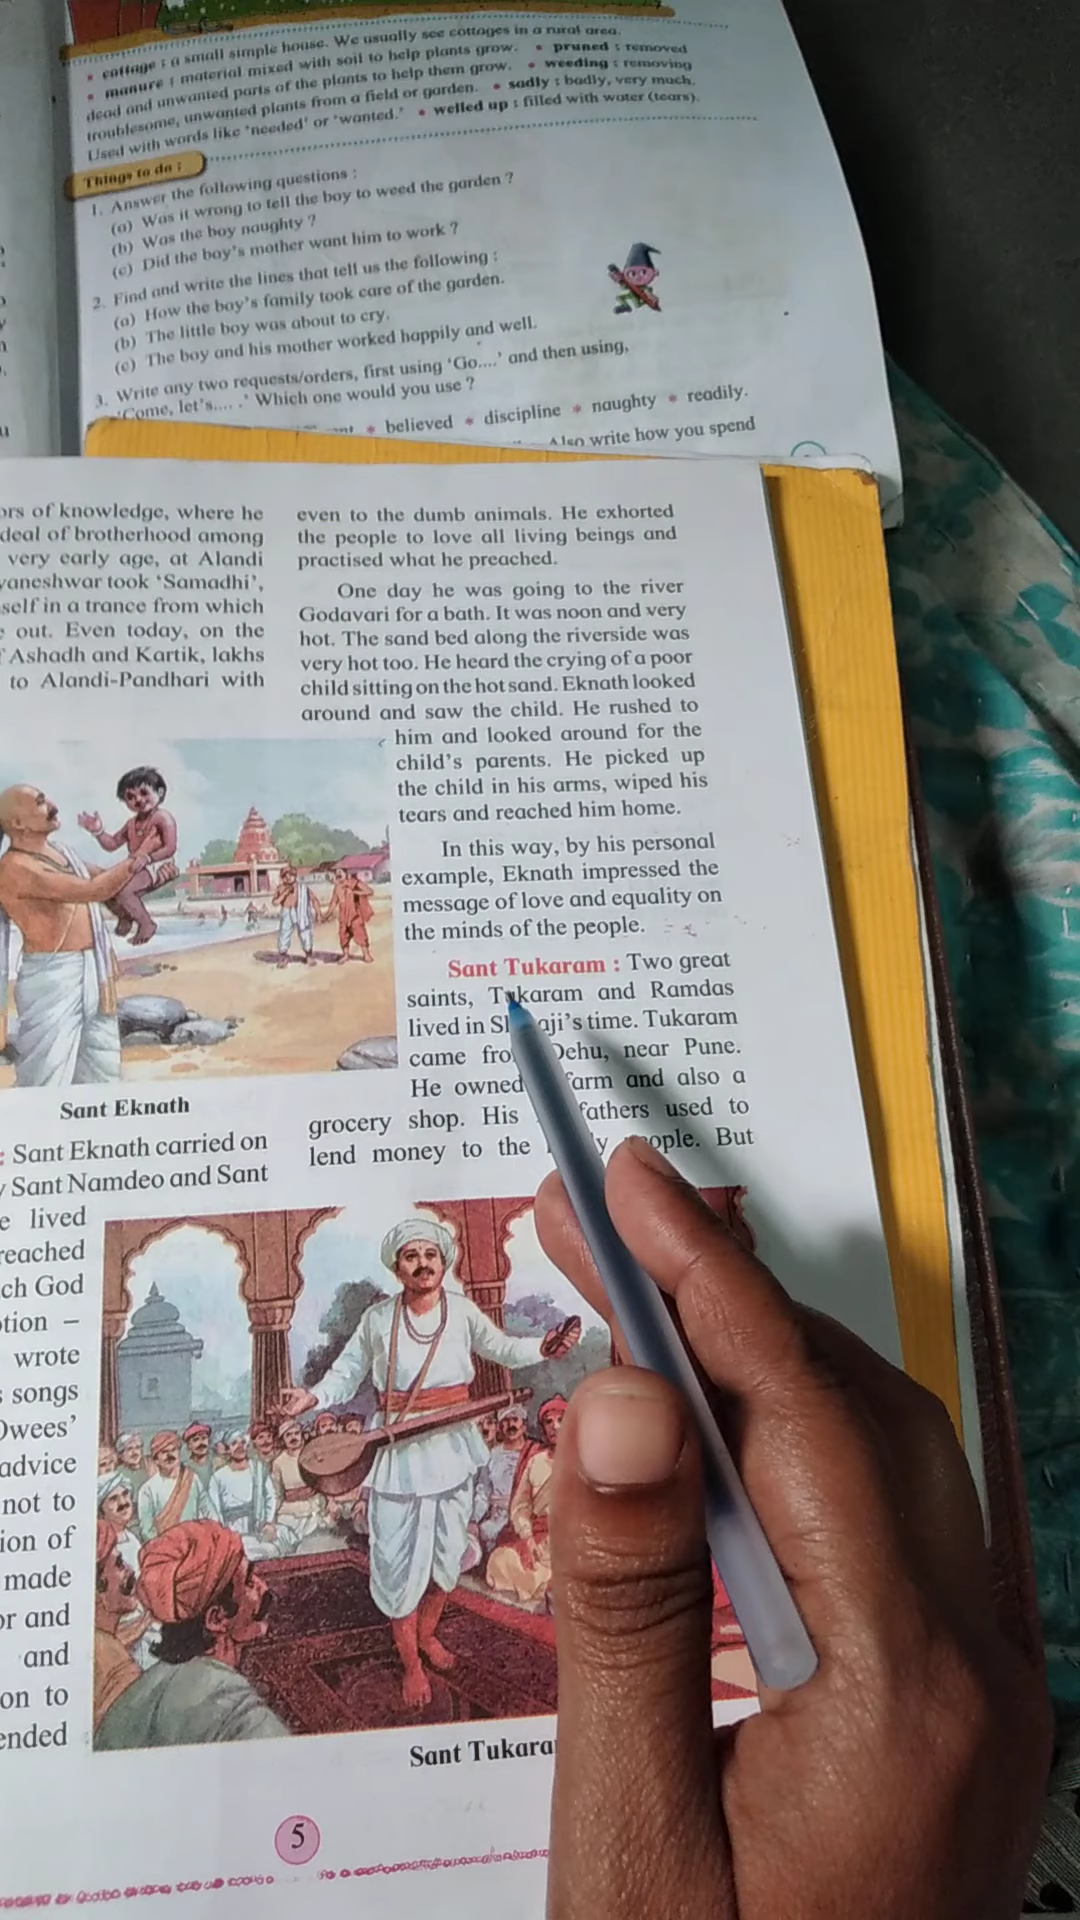 • cottage : a small simple house. We usually see cottages in a rural area.
• manure : material mixed with soil to help plants grow. • pruned : removed
dead and unwanted parts of the plants to help them grow. • weeding : removing
troublesome, unwanted plants from a field or garden. • sadly : badly, very much.
Used with words like 'needed' or 'wanted.' • welled up : filled with water (tears).
Things to do :
1. Answer the following questions :
(a) Was it wrong to tell the boy to weed the garden ?
(b) Was the boy naughty ?
(c) Did the boy's mother want him to work ?
2. Find and write the lines that tell us the following :
(a) How the boy's family took care of the garden.
(b) The little boy was about to cry.
(c) The boy and his mother worked happily and well.
3. Write any two requests/orders, first using 'Go....' and then using,
'Come, let's.... .' Which one would you use ?
* believed * discipline * naughty * readily.
Also write how you spend
ors of knowledge, where he
deal of brotherhood among
very early age, at Alandi
yaneshwar took 'Samadhi',
self in a trance from which
e out. Even today, on the
Ashadh and Kartik, lakhs
to Alandi-Pandhari with
Sant Eknath
: Sant Eknath carried on
y Sant Namdeo and Sant
e lived
reached
ch God
otion –
wrote
s songs
Owees'
advice
not to
ion of
made
or and
and
on to
ended
even to the dumb animals. He exhorted
the people to love all living beings and
practised what he preached.
One day he was going to the river
Godavari for a bath. It was noon and very
hot. The sand bed along the riverside was
very hot too. He heard the crying of a poor
child sitting on the hot sand. Eknath looked
around and saw the child. He rushed to
him and looked around for the
child's parents. He picked up
the child in his arms, wiped his
tears and reached him home.
In this way, by his personal
example, Eknath impressed the
message of love and equality on
the minds of the people.
Sant Tukaram : Two great
saints, Tukaram and Ramdas
lived in Sh aji's time. Tukaram
came fro Dehu, near Pune.
He owned farm and also a
grocery shop. His fathers used to
lend money to the y people. But
Sant Tukara
5